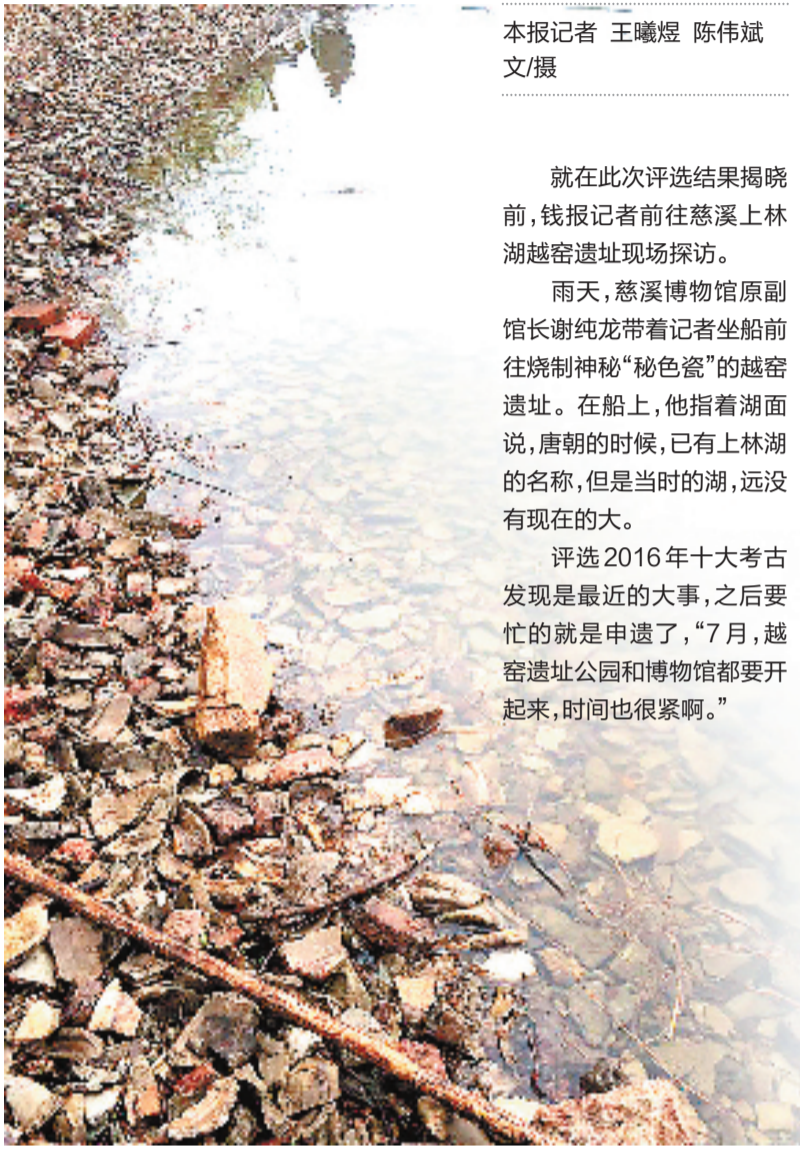 本报记者 王曦煜 陈伟斌
文/摄
就在此次评选结果揭晓
前,钱报记者前往慈溪上林
湖越窑遗址现场探访。
雨天,慈溪博物馆原副
馆长谢纯龙带着记者坐船前
往烧制神秘“秘色瓷”的越窑
遗址。在船上,他指着湖面
说,唐朝的时候,已有上林湖
的名称,但是当时的湖,远没
有现在的大。
评选2016年十大考古
发现是最近的大事,之后要
忙的就是申遗了,“7月,越
窑遗址公园和博物馆都要开
起来,时间也很紧啊。”